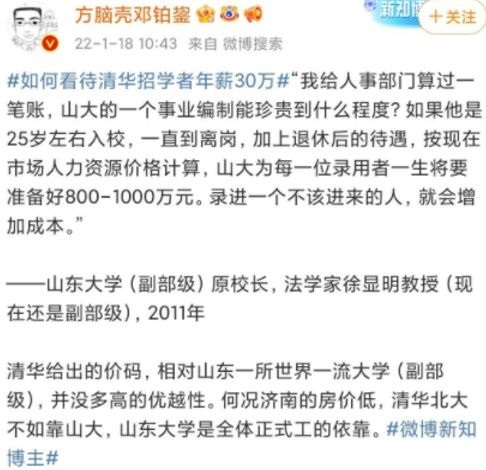 新知博
方脑壳邓铂鋆
+关注
22-1-18 10:43 来自 微博搜索
#如何看待清华招学者年薪30万#“我给人事部门算过一
笔账，山大的一个事业编制能珍贵到什么程度？如果他是
25岁左右入校，一直到离岗，加上退休后的待遇，按现在
市场人力资源价格计算，山大为每一位录用者一生将要
准备好800-1000万元。录进一个不该进来的人，就会增
加成本。”
——山东大学（副部级）原校长，法学家徐显明教授（现
在还是副部级），2011年
清华给出的价码，相对山东一所世界一流大学（副部
级），并没多高的优越性。何况济南的房价低，清华北大
不如靠山大，山东大学是全体正式工的依靠。#微博新知
博主#